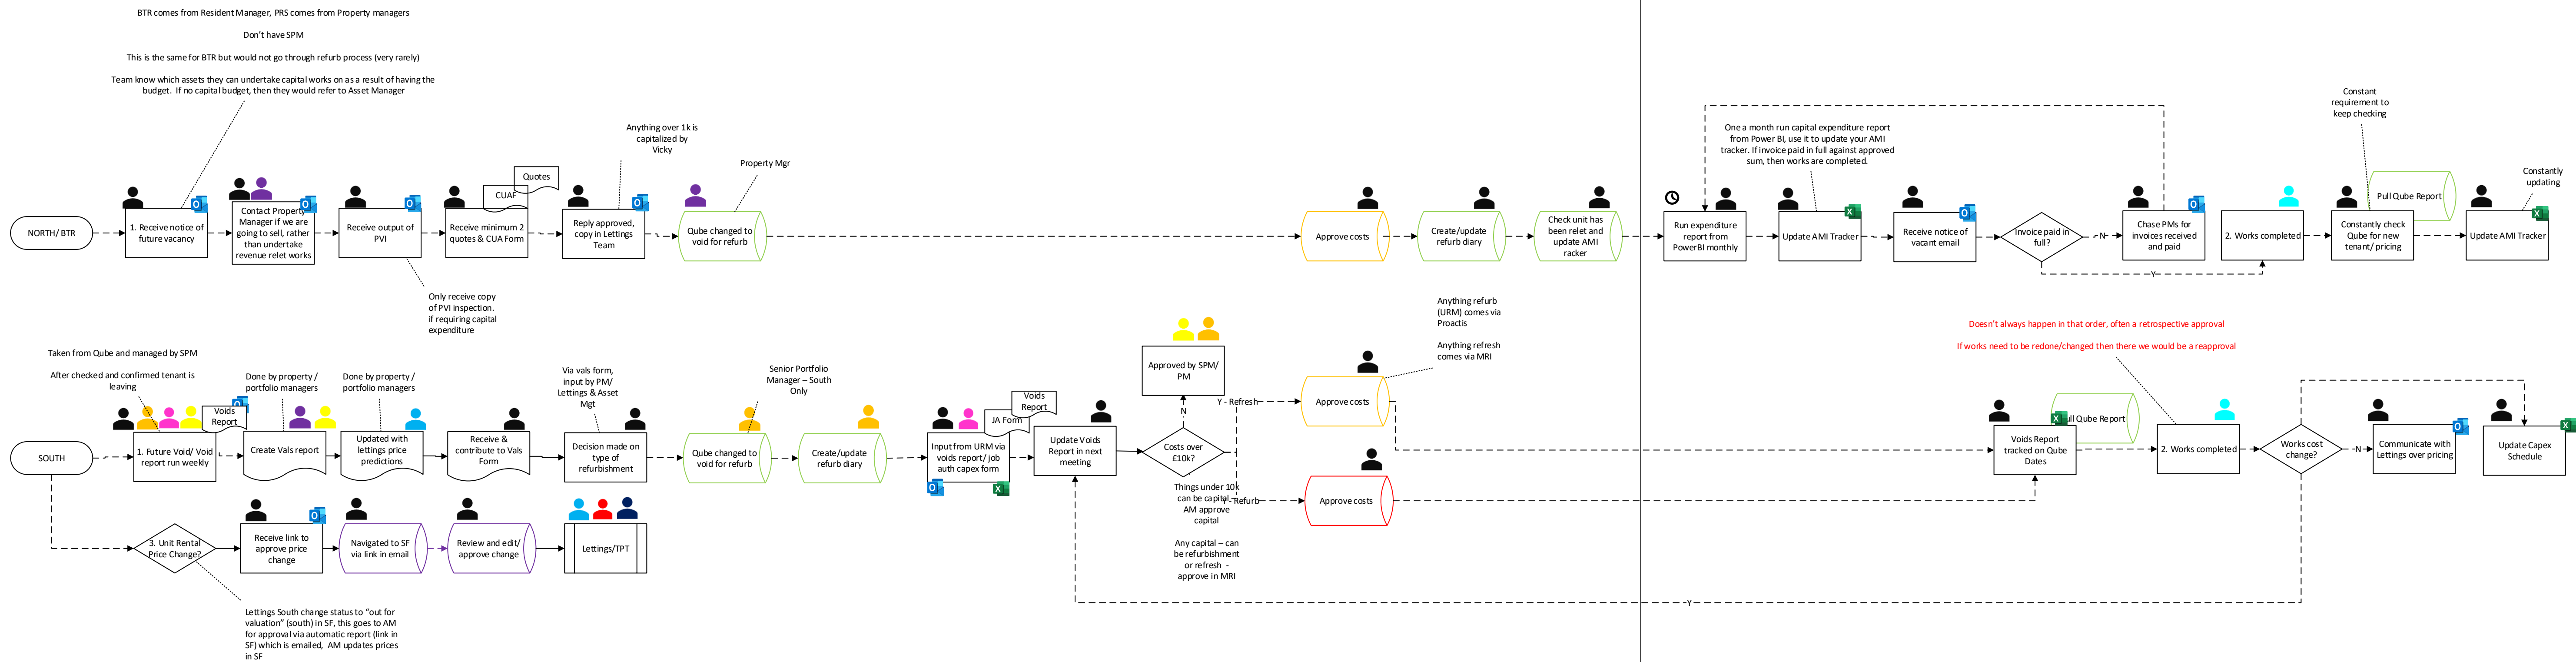 BTR comes from Resident Manager, PRS comes from Property managers
Don't have SPM
This is the same for BTR but would not go through refurb process (very rarely)
Team know which assets they can undertake capital works on as a result of having the
budget.  If no capital budget, then they would refer to Asset Manager
NORTH/ BTR
1. Receive notice of
future vacancy
Contact Property
Manager if we are
going to sell, rather
than undertake
revenue relet works
Receive output of
PVI
Only receive copy
of PVI inspection.
if requiring capital
expenditure
Quotes
CUAF
Receive minimum 2
quotes & CUA Form
Anything over 1k is
capitalized by
Vicky
Reply approved,
copy in Lettings
Team
Property Mgr
Qube changed to
void for refurb
Approve costs
Create/update
refurb diary
Check unit has
been relet and
update AMI
racker
Run expenditure
report from
PowerBI monthly
One a month run capital expenditure report
from Power BI, use it to update your AMI
tracker. If invoice paid in full against approved
sum, then works are completed.
Update AMI Tracker
Receive notice of
vacant email
Invoice paid in
full?
N
Y
Chase PMs for
invoices received
and paid
2. Works completed
Constant
requirement to
keep checking
Constantly check
Qube for new
tenant/ pricing
Pull Qube Report
Constantly
updating
Update AMI Tracker
SOUTH
Taken from Qube and managed by SPM
After checked and confirmed tenant is
leaving
Voids
Report
1. Future Void/ Void
report run weekly
Done by property /
portfolio managers
Create Vals report
Done by property /
portfolio managers
Updated with
lettings price
predictions
Receive &
contribute to Vals
Form
Via vals form,
input by PM/
Lettings & Asset
Mgt
Decision made on
type of
refurbishment
Senior Portfolio
Manager – South
Only
Qube changed to
void for refurb
Create/update
refurb diary
Voids
Report
JA Form
Input from URM via
voids report/ job
auth capex form
Update Voids
Report in next
meeting
Approved by SPM/
PM
N
Costs over
£10k?
Y - Refresh
Y - Refurb
Things under 10k
can be capital –
AM approve
capital
Any capital – can
be refurbishment
or refresh  -
approve in MRI
Anything refurb
(URM) comes via
Proactis
Anything refresh
comes via MRI
Approve costs
Approve costs
Doesn't always happen in that order, often a retrospective approval
If works need to be redone/changed then there we would be a reapproval
ull Qube Report
Voids Report
tracked on Qube
Dates
2. Works completed
Works cost
change?
N
Communicate with
Lettings over pricing
Update Capex
Schedule
Y
3. Unit Rental
Price Change?
Receive link to
approve price
change
Navigated to SF
via link in email
Review and edit/
approve change
Lettings/TPT
Lettings South change status to "out for
valuation" (south) in SF, this goes to AM
for approval via automatic report (link in
SF) which is emailed,  AM updates prices
in SF